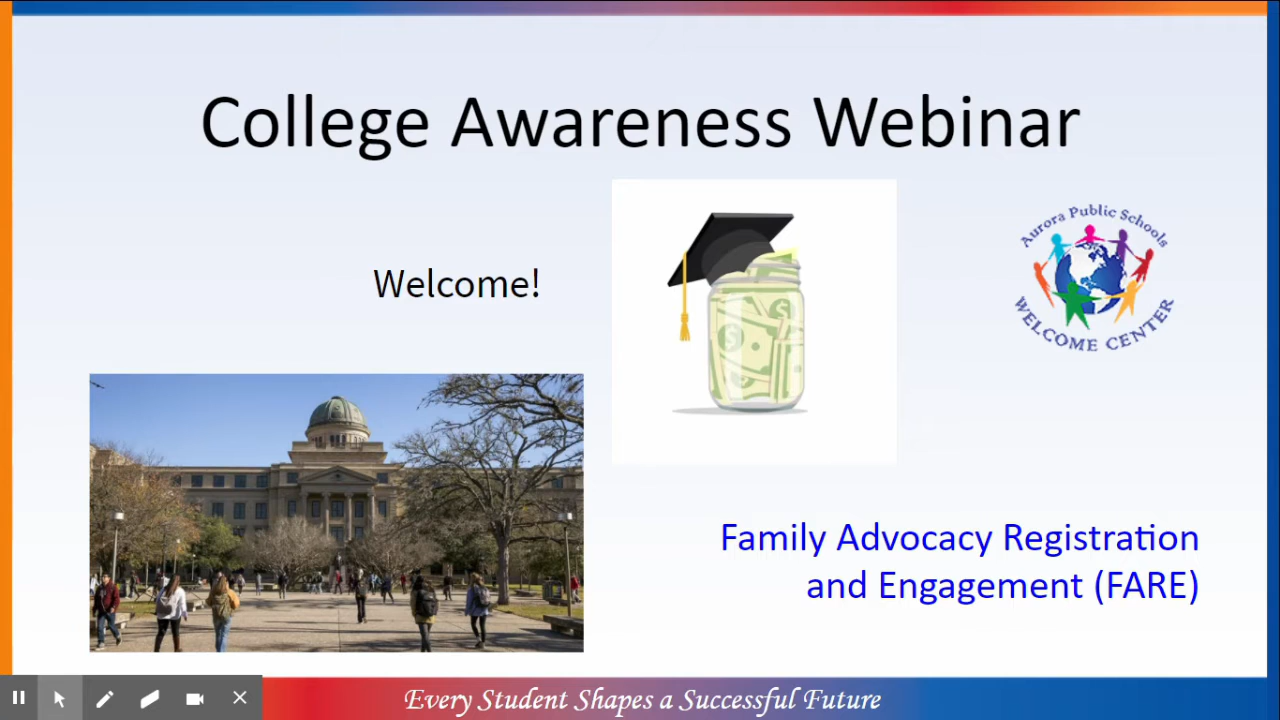 College Awareness Webinar
Welcome!
Aurora Public Schools
WELCOME CENTER
Family Advocacy Registration
and Engagement (FARE)
Every Student Shapes a Successful Future